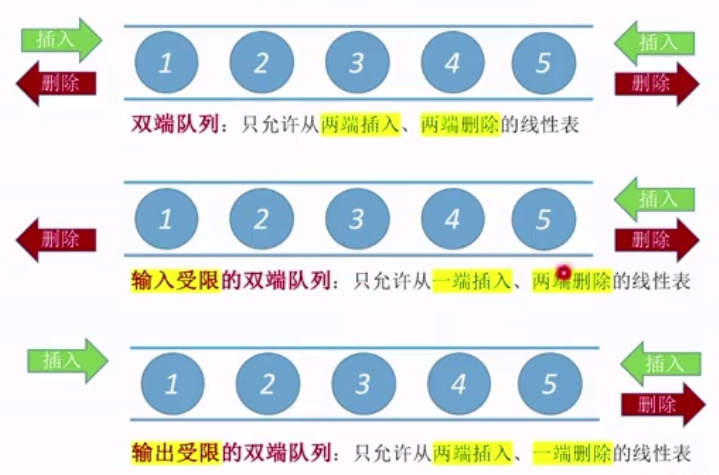 插入 1 2 3 4 5 插入
删除 删除
双端队列：只允许从两端插入、两端删除的线性表
1 2 3 4 5 插入
删除 删除
输入受限的双端队列：只允许从一端插入、两端删除的线性表
插入 1 2 3 4 5 插入
删除
输出受限的双端队列：只允许从两端插入、一端删除的线性表